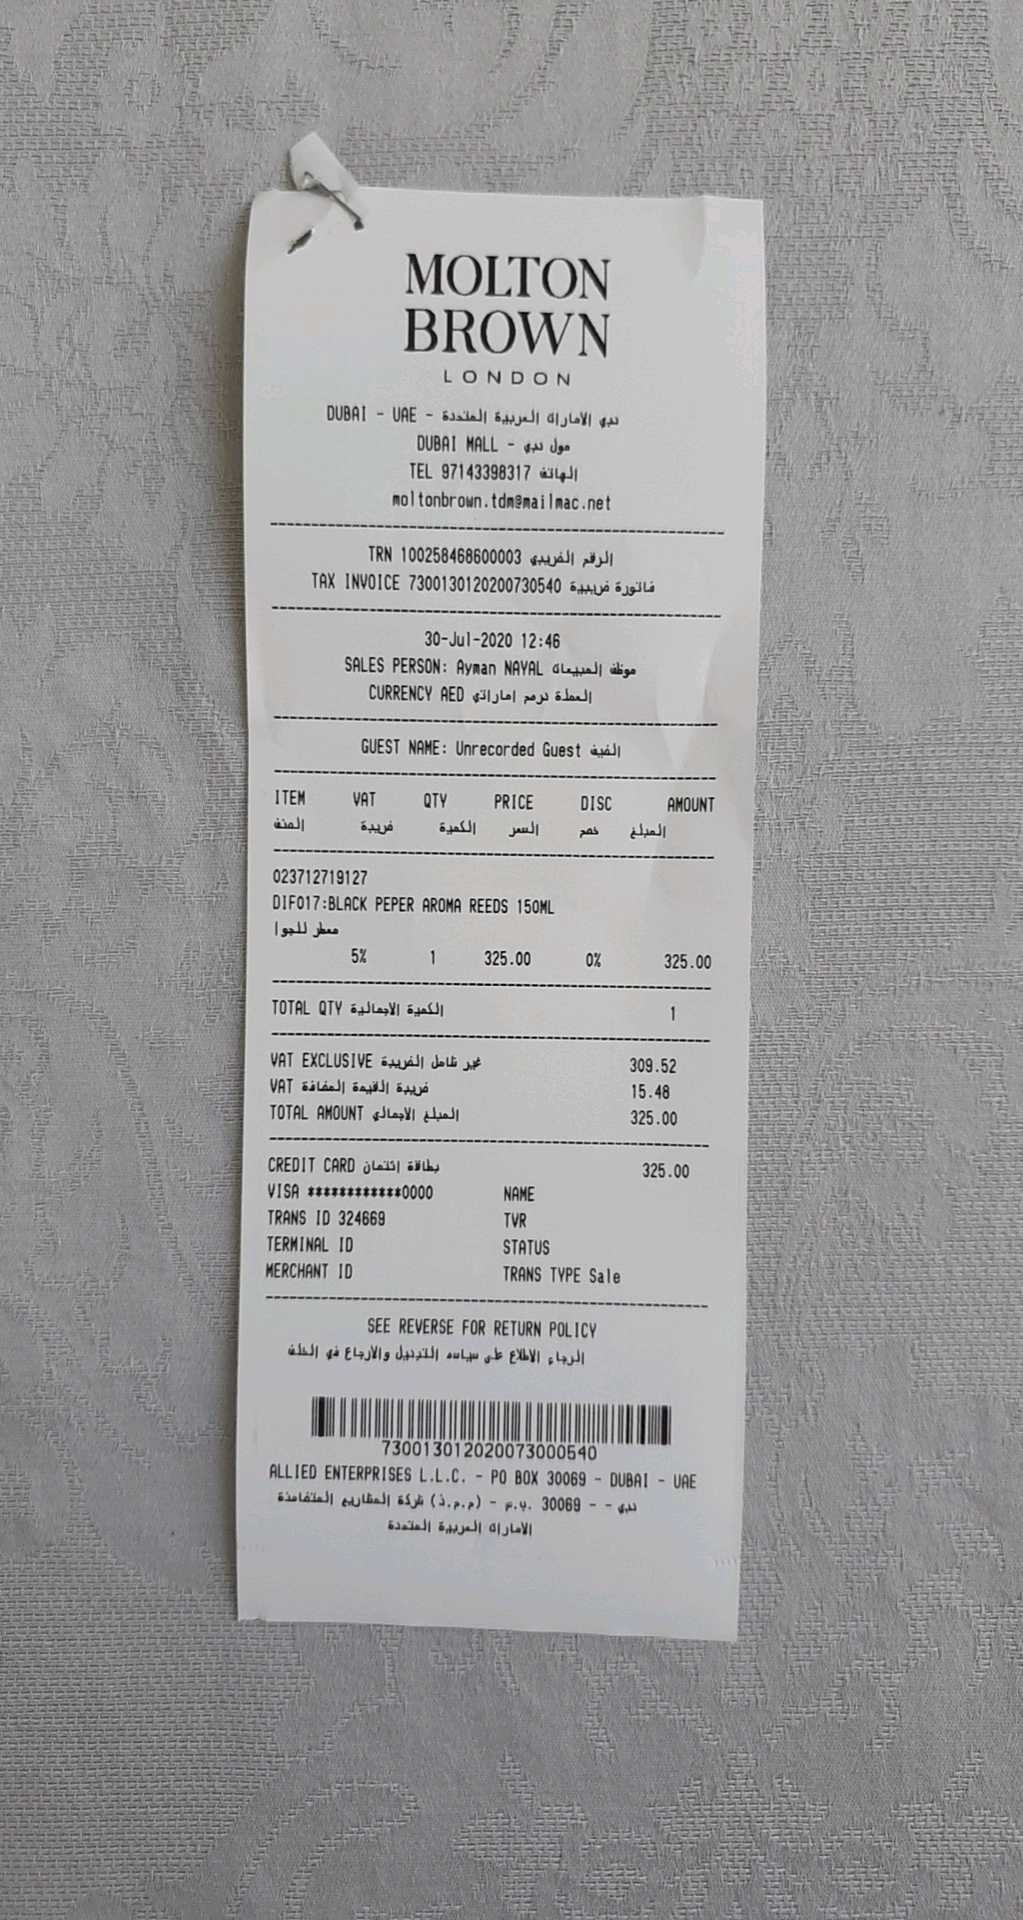 MOLTON
BROWN
LONDON
DUBAI - UAE - دبي الامارات العربية المتحدة
DUBAI MALL - مول دبي
TEL 97143398317 الهاتف
moltonbrown.tdm@mailmac.net
TRN 100258468600003 الرقم الضريبي
TAX INVOICE 7300130120200730540 فاتورة ضريبية
30-Jul-2020 12:46
SALES PERSON: Ayman NAYAL موظف المبيعات
CURRENCY AED العملة درهم اماراتي
GUEST NAME: Unrecorded Guest الضيف
ITEM VAT QTY PRICE DISC AMOUNT
الصنف ضريبة الكمية السعر خصم المبلغ
023712719127
DIF017:BLACK PEPER AROMA REEDS 150ML
معطر للجوا
5% 1 325.00 0% 325.00
TOTAL QTY الكمية الاجمالية 1
VAT EXCLUSIVE غير شامل الضريبة 309.52
VAT ضريبة القيمة المضافة 15.48
TOTAL AMOUNT المبلغ الاجمالي 325.00
CREDIT CARD بطاقة إئتمان 325.00
VISA ************0000 NAME
TRANS ID 324669 TVR
TERMINAL ID STATUS
MERCHANT ID TRANS TYPE Sale
SEE REVERSE FOR RETURN POLICY
الرجاء الاطلاع على سياسه التبديل والارجاع في الخلف
730013012020073000540
ALLIED ENTERPRISES L.L.C. - PO BOX 30069 - DUBAI - UAE
شركة المشاريع المتضامنة (ذ.م.م) - ص.ب. 30069 - - دبي
الامارات العربية المتحدة